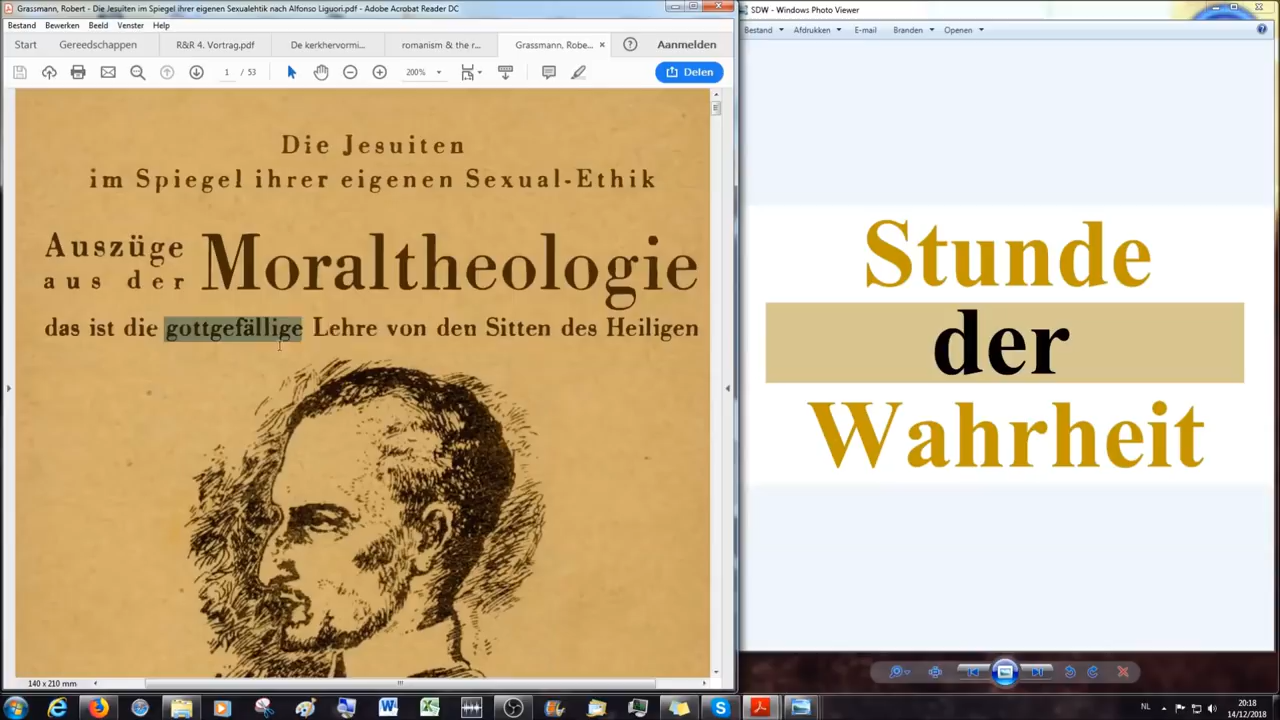 Grassmann, Robert - Die Jesuiten im Spiegel ihrer eigenen Sexualehtik nach Alfonso Liguori.pdf - Adobe Acrobat Reader DC
Bestand Bewerken Beeld Venster Help
Start Gereedschappen R&R 4. Vortrag.pdf De kerkhervormi... romanism & the r... Grassmann, Robe... × Aanmelden
1 / 53 200% Delen
Die Jesuiten
im Spiegel ihrer eigenen Sexual-Ethik
Auszüge
aus der
Moraltheologie
das ist die gottgefällige Lehre von den Sitten des Heiligen
140 x 210 mm
SDW - Windows Photo Viewer
Bestand Afdrukken E-mail Branden Openen
Stunde
der
Wahrheit
NL
20:18
14/12/2018